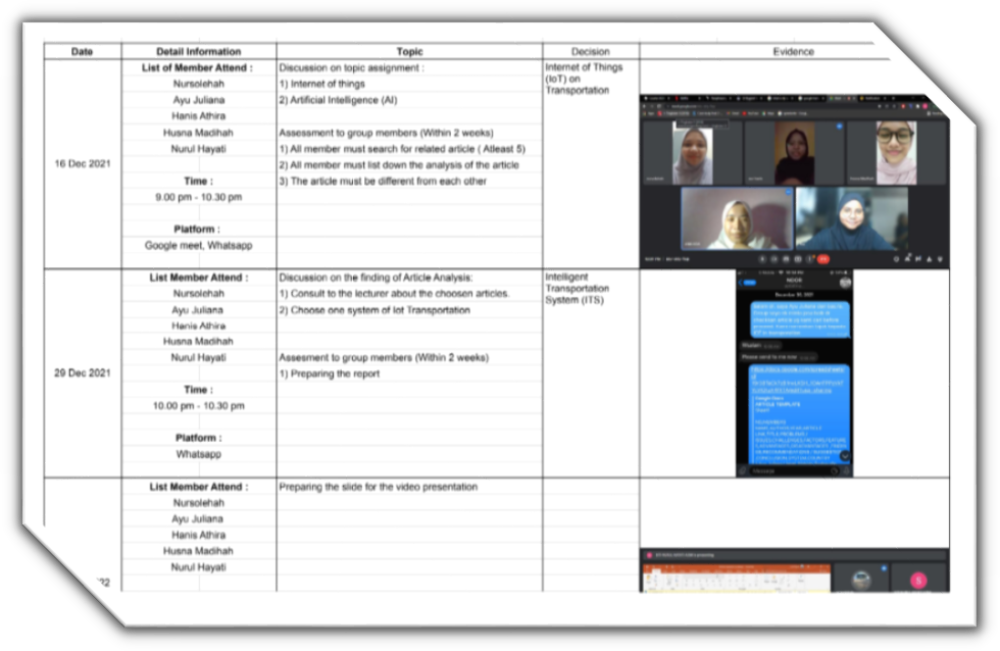 Date Detail Information Topic Decision Evidence
16 Dec 2021
List of Member Attend :
Nursolehah
Ayu Juliana
Hanis Athira
Husna Madihah
Nurul Hayati
Time :
9.00 pm - 10.30 pm
Platform :
Google meet, Whatsapp
Discussion on topic assignment :
1) Internet of things
2) Artificial Intelligence (AI)
Assessment to group members (Within 2 weeks)
1) All member must search for related article ( Atleast 5)
2) All member must list down the analysis of the article
3) The article must be different from each other
Internet of Things
(IoT) on
Transportation
29 Dec 2021
List Member Attend :
Nursolehah
Ayu Juliana
Hanis Athira
Husna Madihah
Nurul Hayati
Time :
10.00 pm - 10.30 pm
Platform :
Whatsapp
Discussion on the finding of Article Analysis:
1) Consult to the lecturer about the choosen articles.
2) Choose one system of Iot Transportation
Assesment to group members (Within 2 weeks)
1) Preparing the report
Intelligent
Transportation
System (ITS)
Please send to me now
List Member Attend :
Nursolehah
Ayu Juliana
Hanis Athira
Husna Madihah
Nurul Hayati
Preparing the slide for the video presentation
S